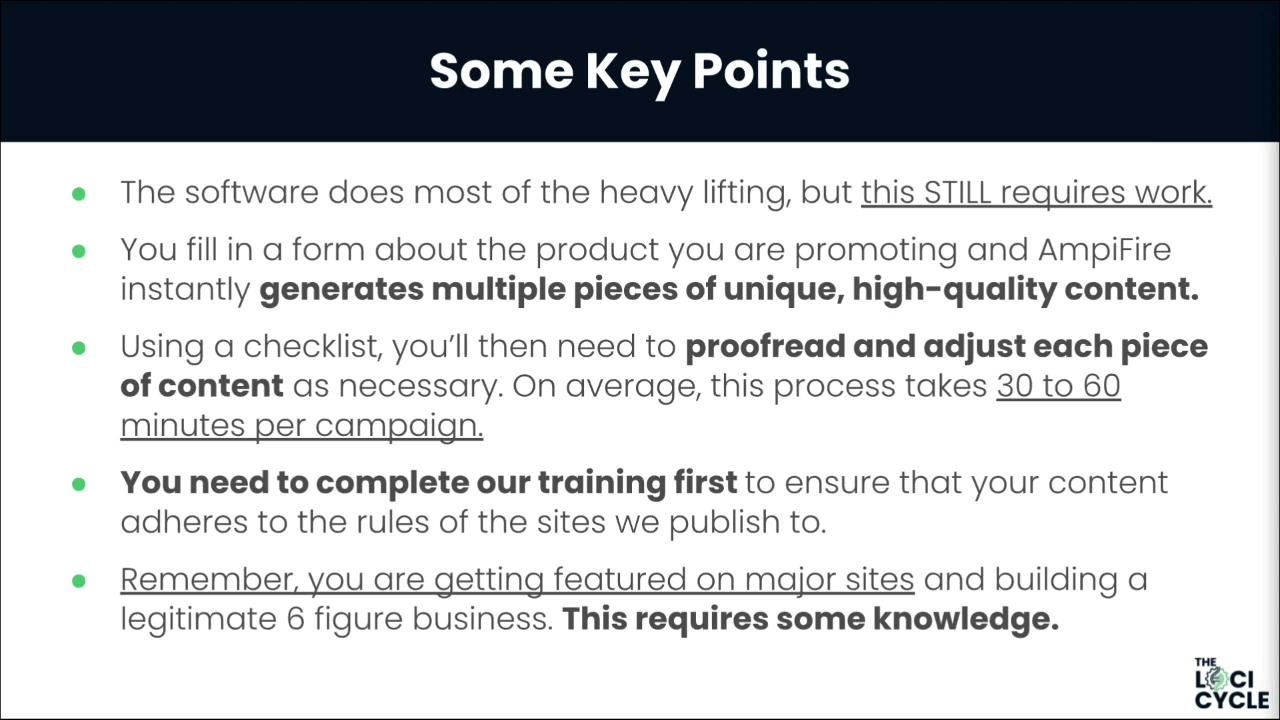 Some Key Points
The software does most of the heavy lifting, but this STILL requires work.
You fill in a form about the product you are promoting and AmpiFire
instantly generates multiple pieces of unique, high-quality content.
Using a checklist, you’ll then need to proofread and adjust each piece
of content as necessary. On average, this process takes 30 to 60
minutes per campaign.
You need to complete our training first to ensure that your content
adheres to the rules of the sites we publish to.
Remember, you are getting featured on major sites and building a
legitimate 6 figure business. This requires some knowledge.
THE
LOCI
CYCLE